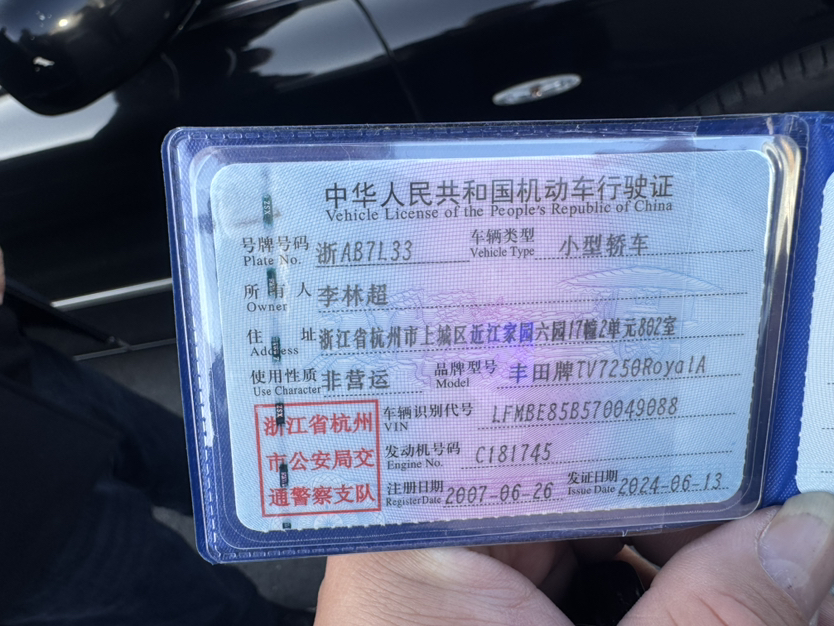 中华人民共和国机动车行驶证
Vehicle License of the People's Republic of China
号牌号码 浙AB7L33 车辆类型 小型轿车
Plate No. Vehicle Type
所有人 李林超
Owner
住址 浙江省杭州市上城区近江家园六园17幢2单元802室
Address
使用性质 非营运 品牌型号 丰田牌TV7250RoyalA
Use Character Model
浙江省杭州
市公安局交
通警察支队
车辆识别代号 LFMBE85B570049088
VIN
发动机号码 C181745
Engine No.
注册日期 2007-06-26 发证日期 2024-06-13
Register Date Issue Date